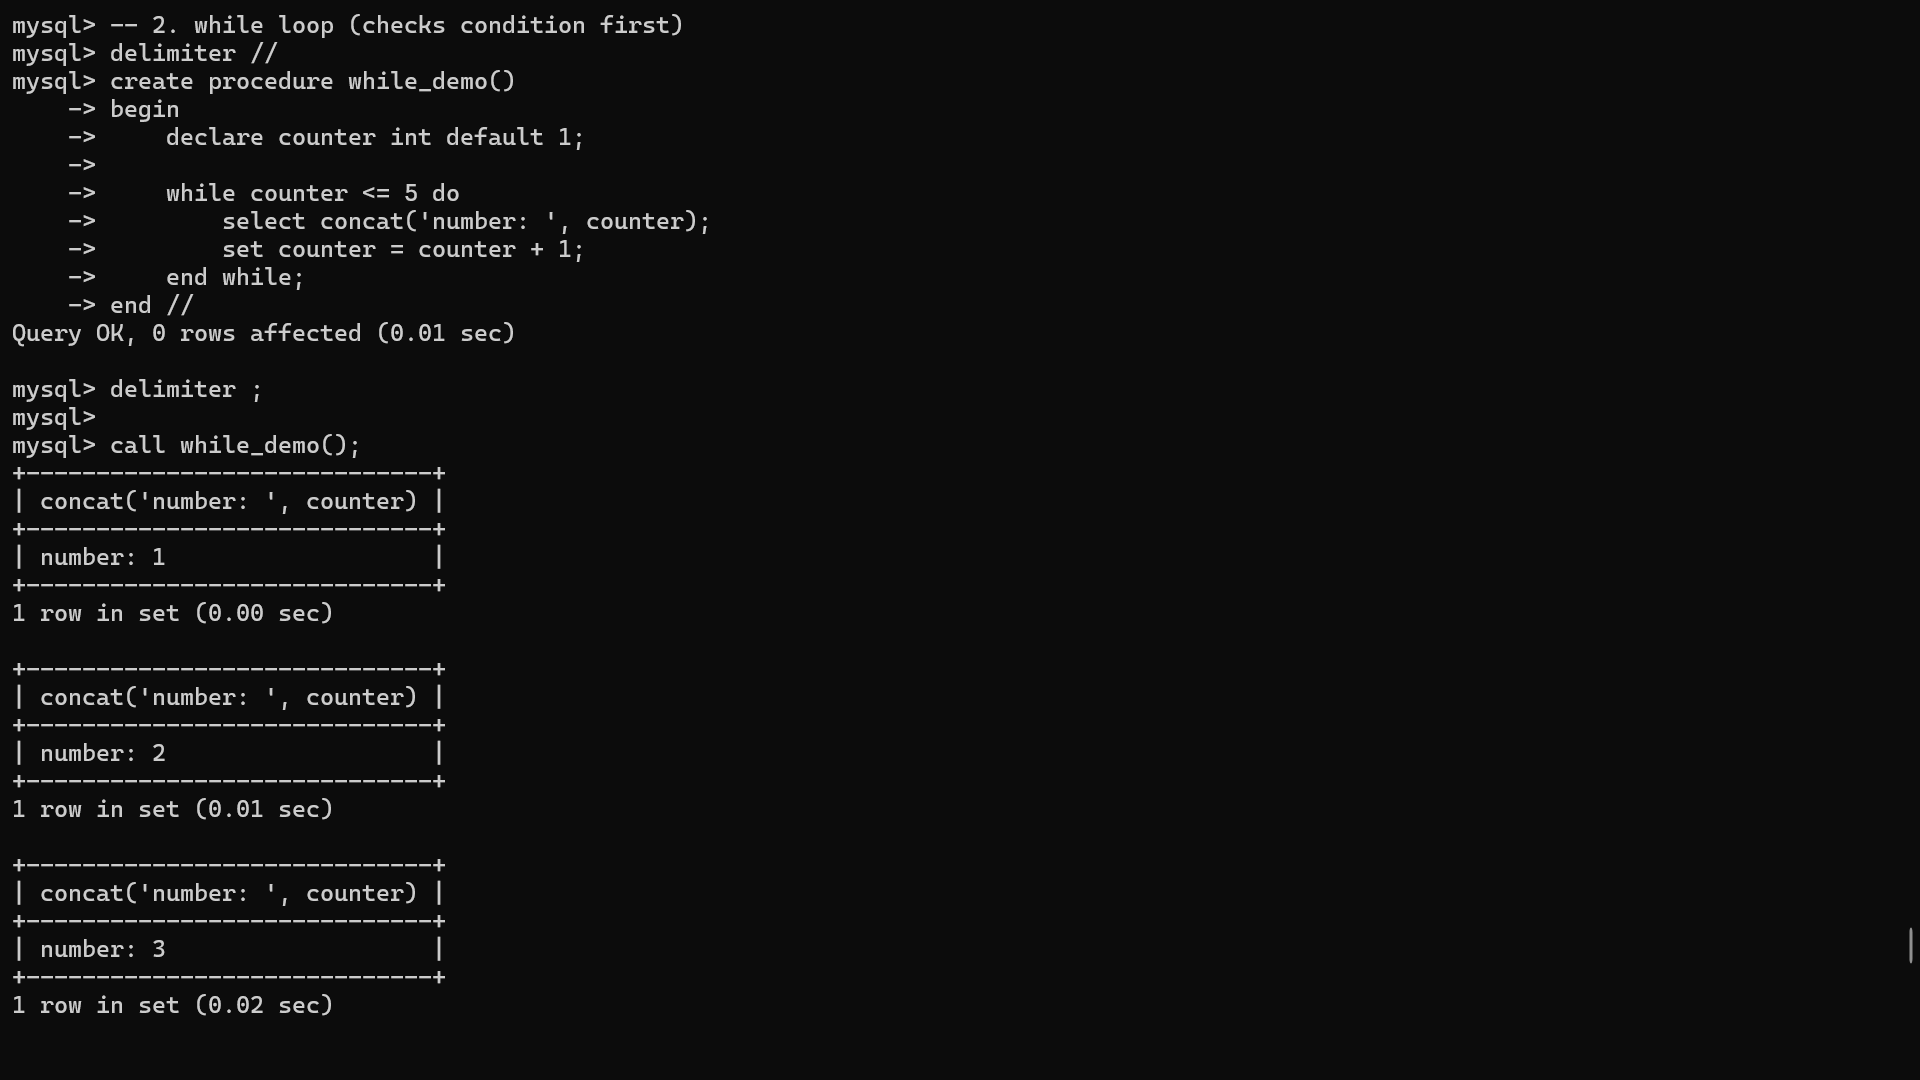 mysql> -- 2. while loop (checks condition first)
mysql> delimiter //
mysql> create procedure while_demo()
    -> begin
    ->     declare counter int default 1;
    ->
    ->     while counter <= 5 do
    ->         select concat('number: ', counter);
    ->         set counter = counter + 1;
    ->     end while;
    -> end //
Query OK, 0 rows affected (0.01 sec)

mysql> delimiter ;
mysql>
mysql> call while_demo();
+-----------------------------+
| concat('number: ', counter) |
+-----------------------------+
| number: 1                   |
+-----------------------------+
1 row in set (0.00 sec)

+-----------------------------+
| concat('number: ', counter) |
+-----------------------------+
| number: 2                   |
+-----------------------------+
1 row in set (0.01 sec)

+-----------------------------+
| concat('number: ', counter) |
+-----------------------------+
| number: 3                   |
+-----------------------------+
1 row in set (0.02 sec)